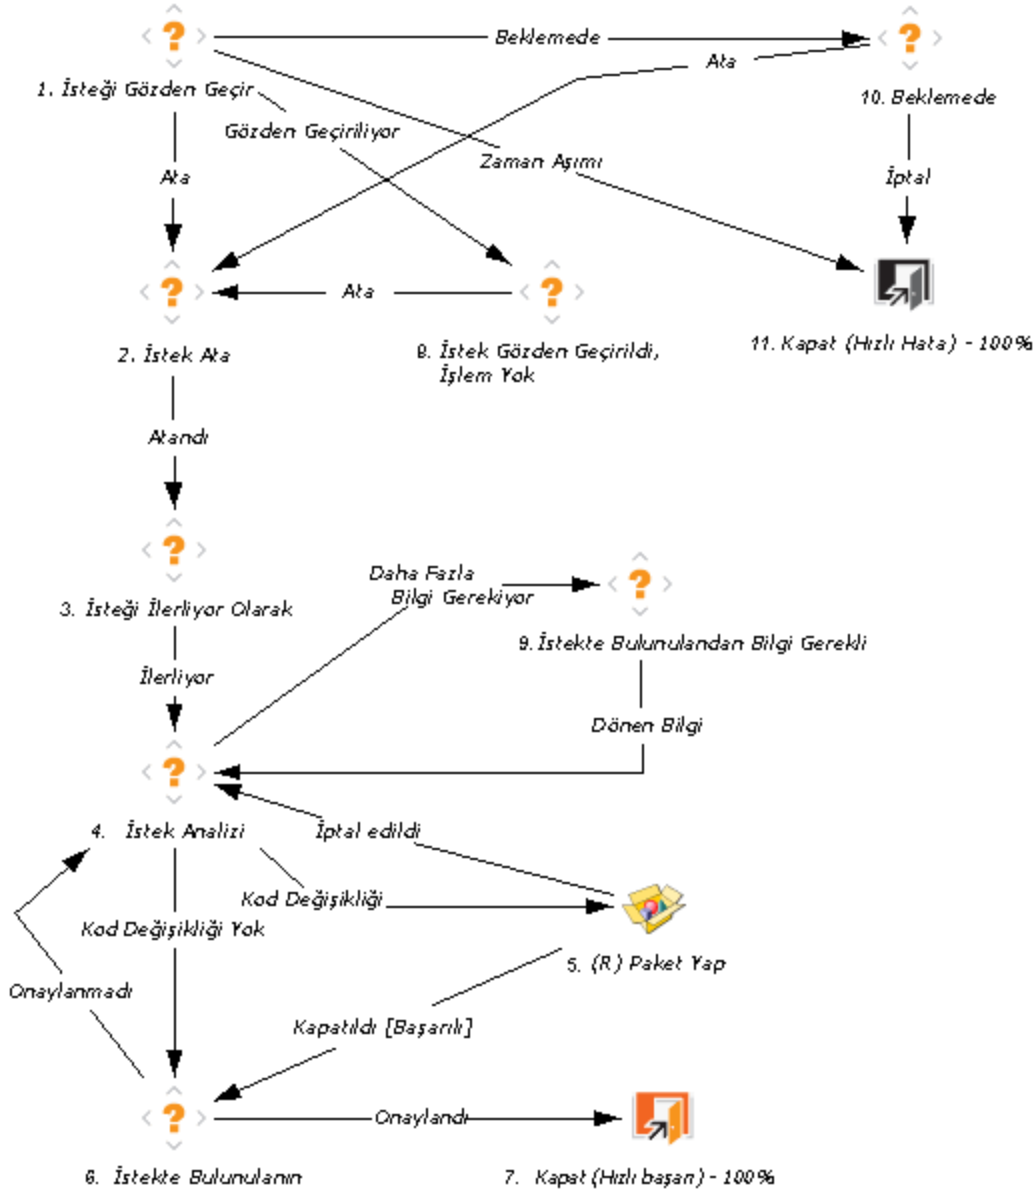 Beklemede
Ata
1. İsteği Gözden Geçir
10. Beklemede
Gözden Geçiriliyor
Zaman Aşımı
Ata
İptal
Ata
2. İstek Ata
8. İstek Gözden Geçirildi,
İşlem Yok
11. Kapat (Hızlı Hata) - 100%
Atandı
3. İsteği İlerliyor Olarak
Daha Fazla
Bilgi Gerekiyor
9. İstekte Bulunulandan Bilgi Gerekli
İlerliyor
Dönen Bilgi
4. İstek Analizi
İptal edildi
Kod Değişikliği
Kod Değişikliği Yok
5. (R) Paket Yap
Onaylanmadı
Kapatıldı [Başarılı]
Onaylandı
6. İstekte Bulunulanın
7. Kapat (Hızlı başarı) - 100%